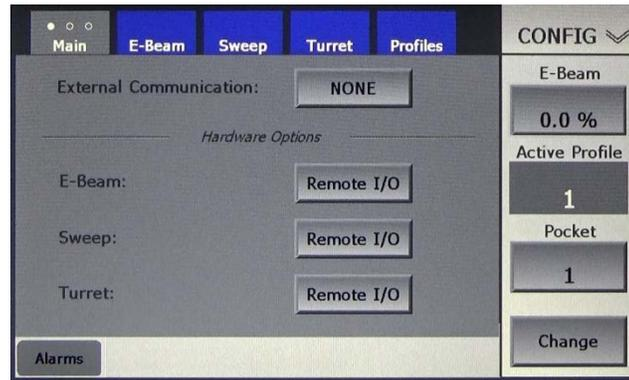 Main
E-Beam
Sweep
Turret
Profiles
CONFIG
External Communication:
NONE
Hardware Options
E-Beam:
Remote I/O
Sweep:
Remote I/O
Turret:
Remote I/O
Alarms
E-Beam
0.0 %
Active Profile
1
Pocket
1
Change